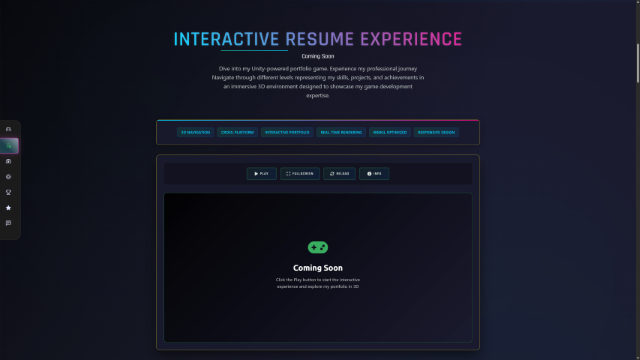 INTERACTIVE RESUME EXPERIENCE
Coming Soon
Dive into my Unity-powered portfolio game. Experience my professional journey
Navigate through different levels representing my skills, projects, and achievements in
an immersive 3D environment designed to showcase my game development
expertise.
3D NAVIGATION CROSS-PLATFORM INTERACTIVE PORTFOLIO REAL-TIME RENDERING MOBILE OPTIMIZED RESPONSIVE DESIGN
PLAY FULLSCREEN RELOAD INFO
Coming Soon
Click the Play button to start the interactive
experience and explore my portfolio in 3D